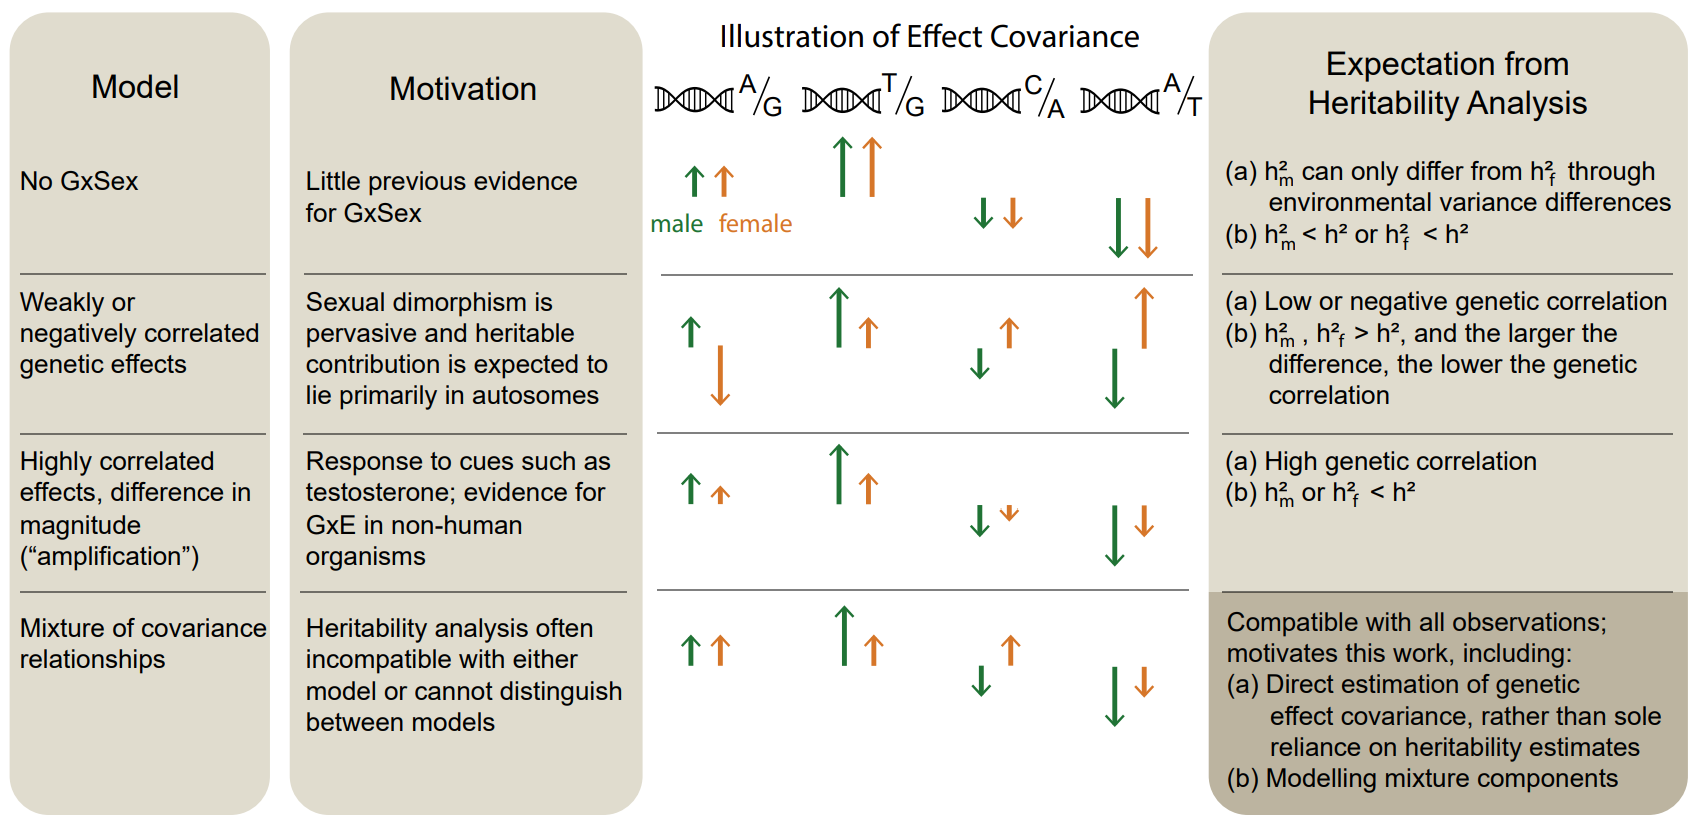 Illustration of Effect Covariance
Model
Motivation
Expectation from
Heritability Analysis
A/G
T/G
C/A
A/T
No GxSex
Little previous evidence
for GxSex
male female
(a) h²m can only differ from h²f through
environmental variance differences
(b) h²m < h² or h²f < h²
Weakly or
negatively correlated
genetic effects
Sexual dimorphism is
pervasive and heritable
contribution is expected to
lie primarily in autosomes
(a) Low or negative genetic correlation
(b) h²m , h²f > h², and the larger the
difference, the lower the genetic
correlation
Highly correlated
effects, difference in
magnitude
(“amplification”)
Response to cues such as
testosterone; evidence for
GxE in non-human
organisms
(a) High genetic correlation
(b) h²m or h²f < h²
Mixture of covariance
relationships
Heritability analysis often
incompatible with either
model or cannot distinguish
between models
Compatible with all observations;
motivates this work, including:
(a) Direct estimation of genetic
effect covariance, rather than sole
reliance on heritability estimates
(b) Modelling mixture components